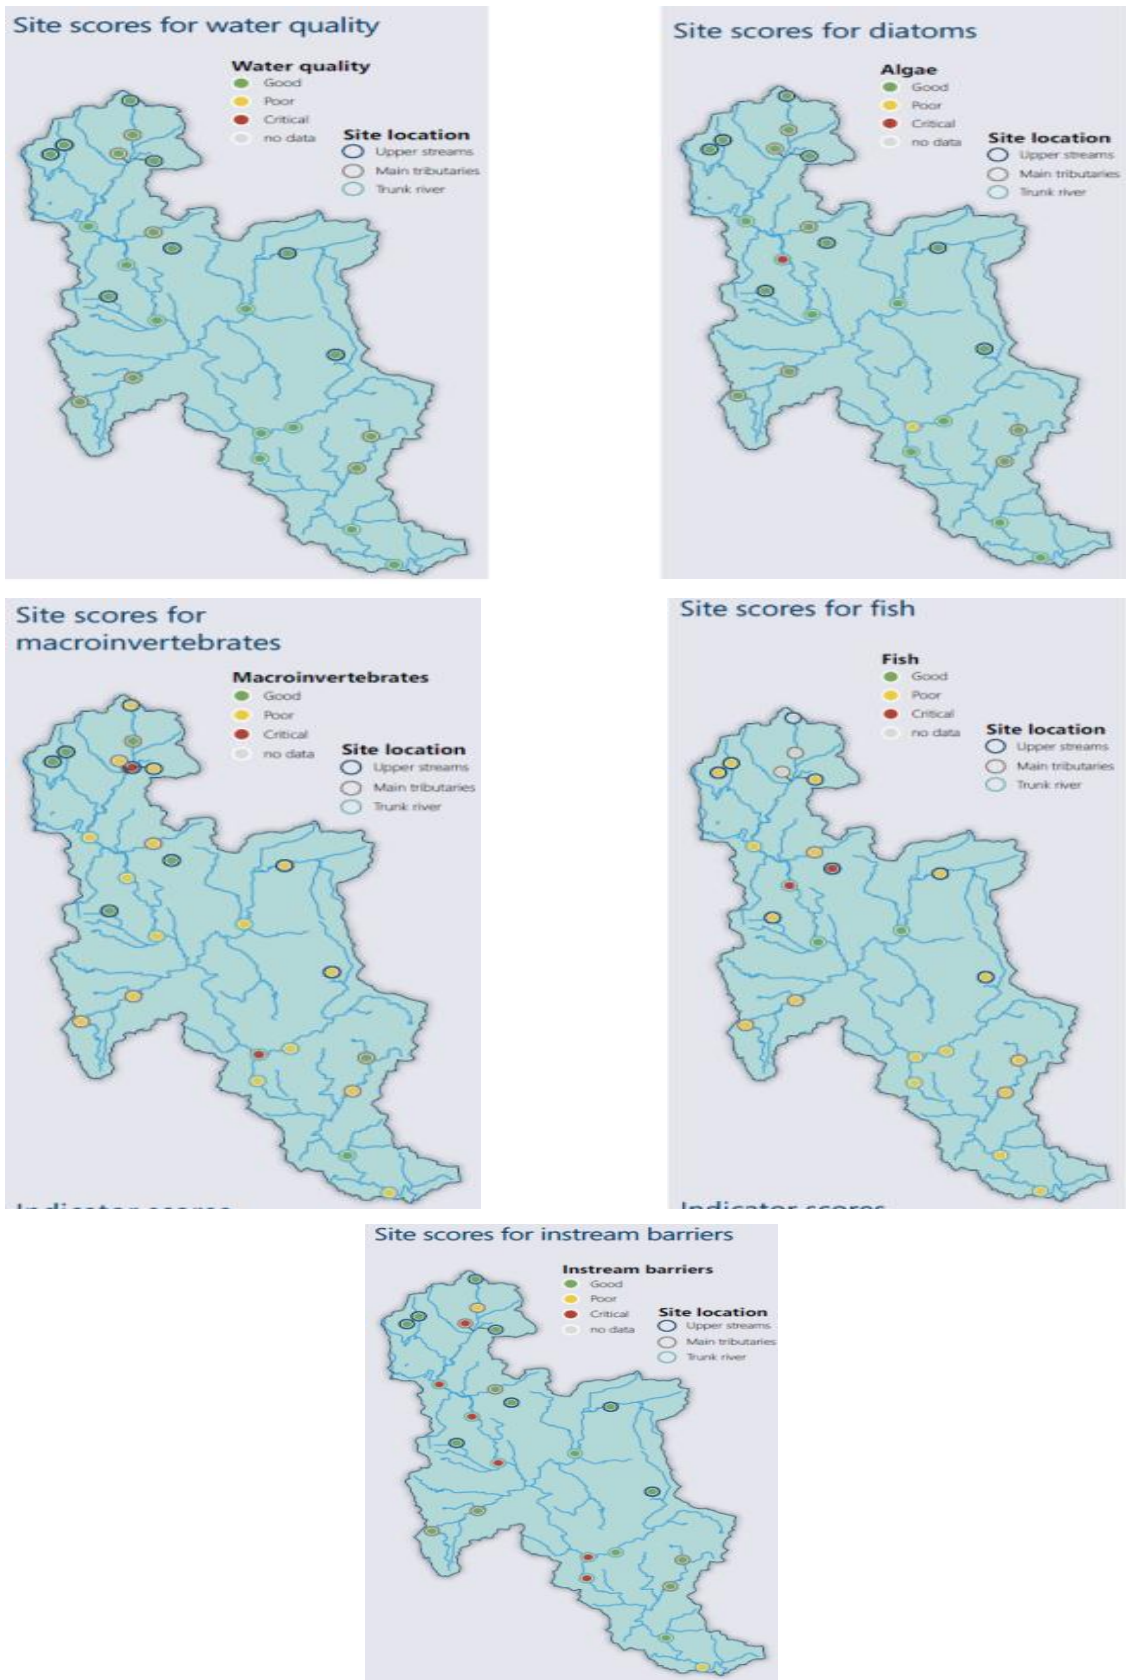 Site scores for water quality
Water quality
Good
Poor
Critical
no data
Site location
Upper streams
Main tributaries
Trunk river
Site scores for diatoms
Algae
Good
Poor
Critical
no data
Site location
Upper streams
Main tributaries
Trunk river
Site scores for
macroinvertebrates
Macroinvertebrates
Good
Poor
Critical
no data
Site location
Upper streams
Main tributaries
Trunk river
Indicator scores
Site scores for fish
Fish
Good
Poor
Critical
no data
Site location
Upper streams
Main tributaries
Trunk river
Indicator scores
Site scores for instream barriers
Instream barriers
Good
Poor
Critical
no data
Site location
Upper streams
Main tributaries
Trunk river